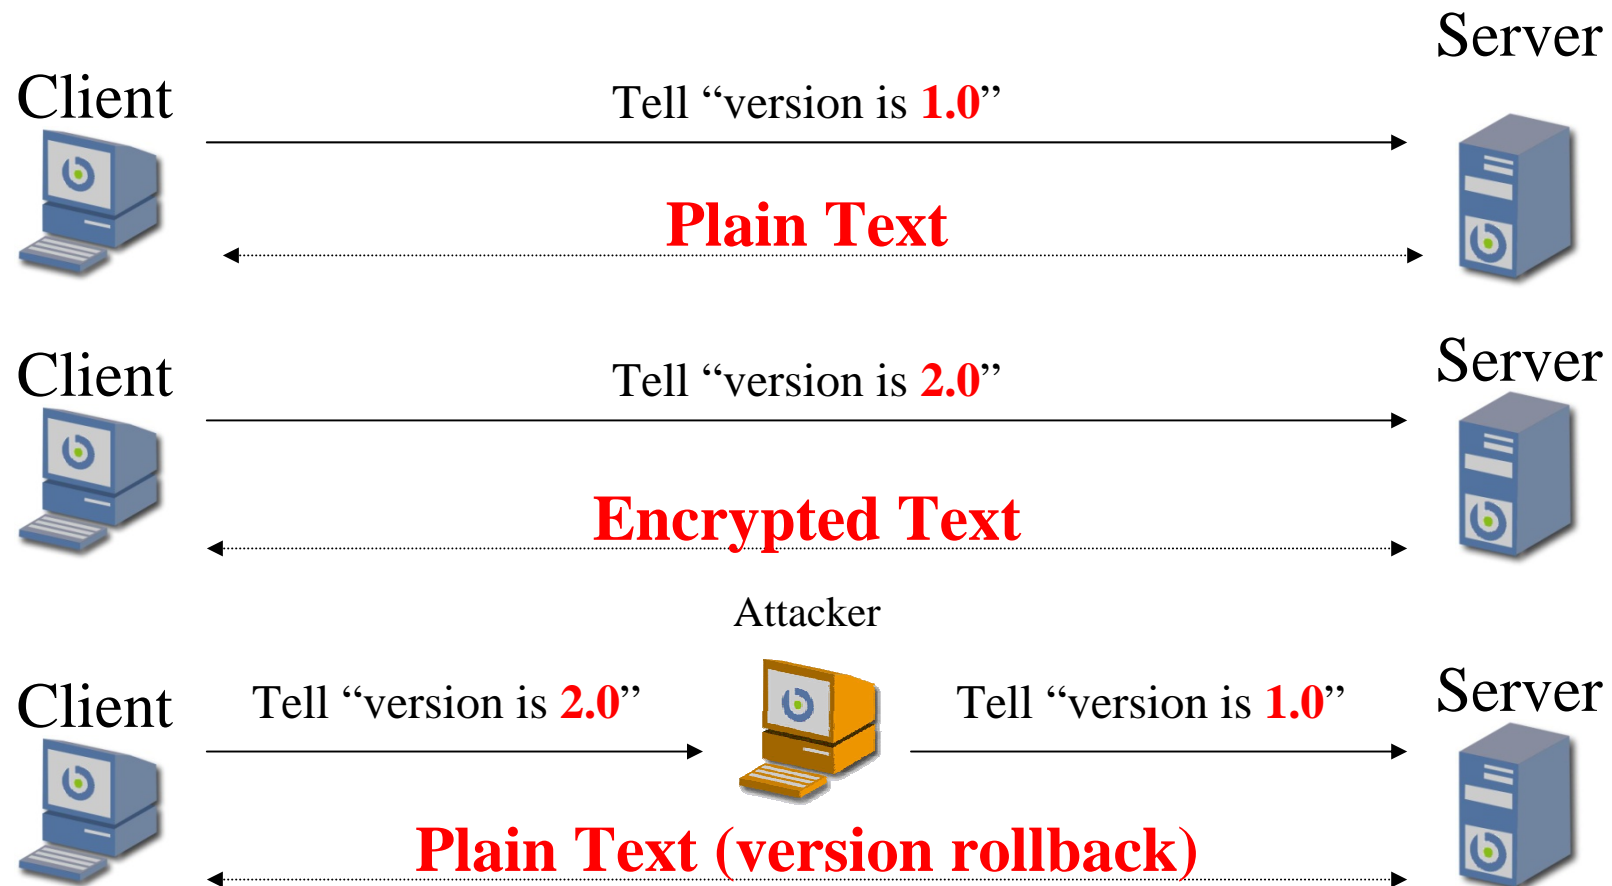 Server
Client
Tell “version is 1.0”
Plain Text
Client
Tell “version is 2.0”
Server
Encrypted Text
Attacker
Client
Tell “version is 2.0”
Tell “version is 1.0”
Server
Plain Text (version rollback)